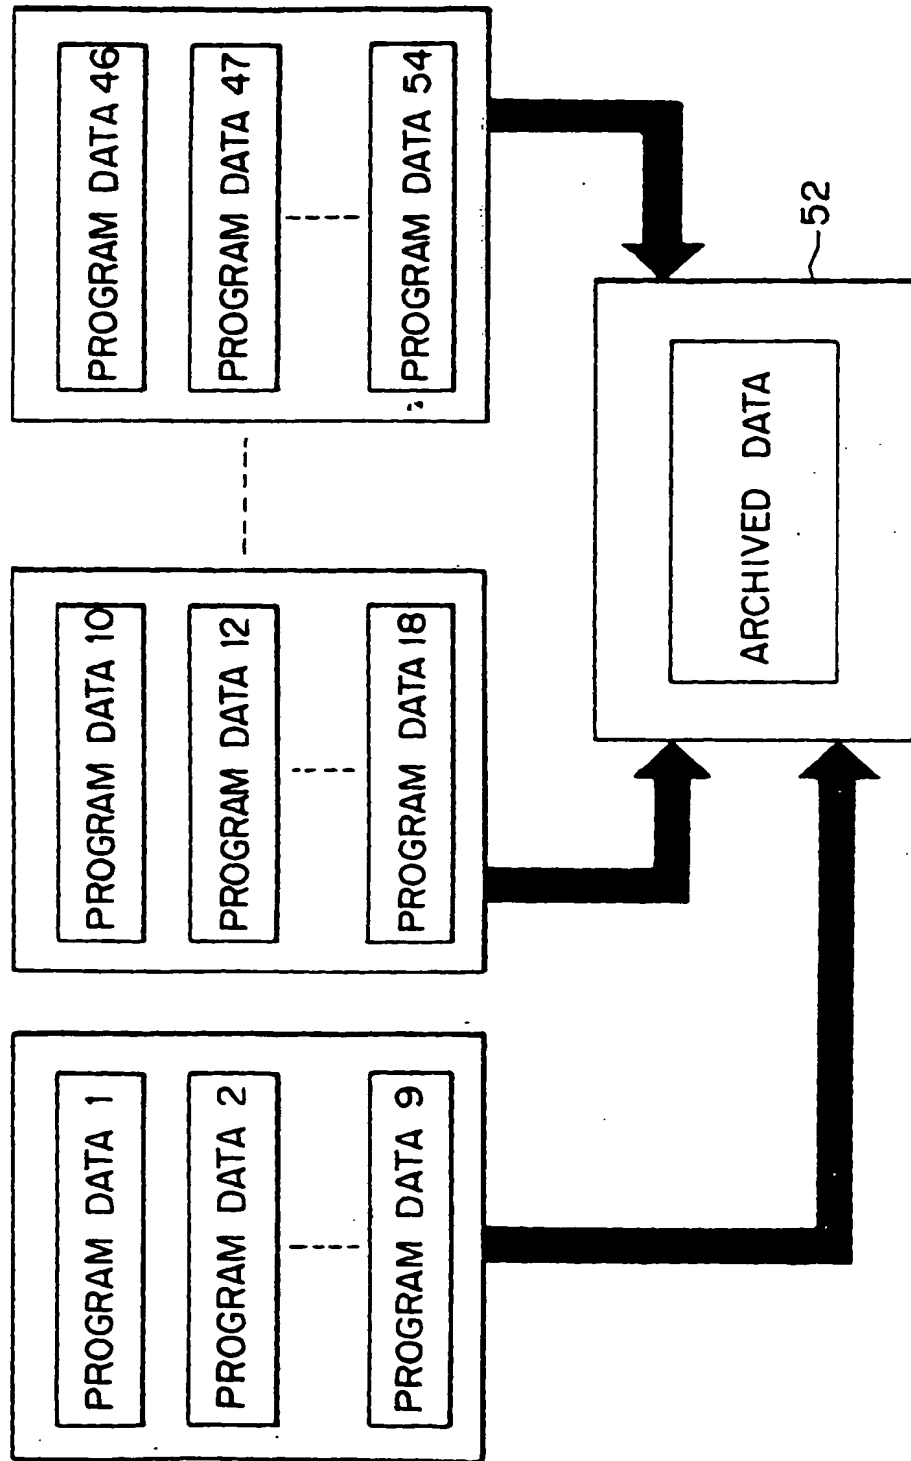 PROGRAM DATA 1
PROGRAM DATA 2
PROGRAM DATA 9
PROGRAM DATA 10
PROGRAM DATA 12
PROGRAM DATA 18
PROGRAM DATA 46
PROGRAM DATA 47
PROGRAM DATA 54
ARCHIVED DATA
52